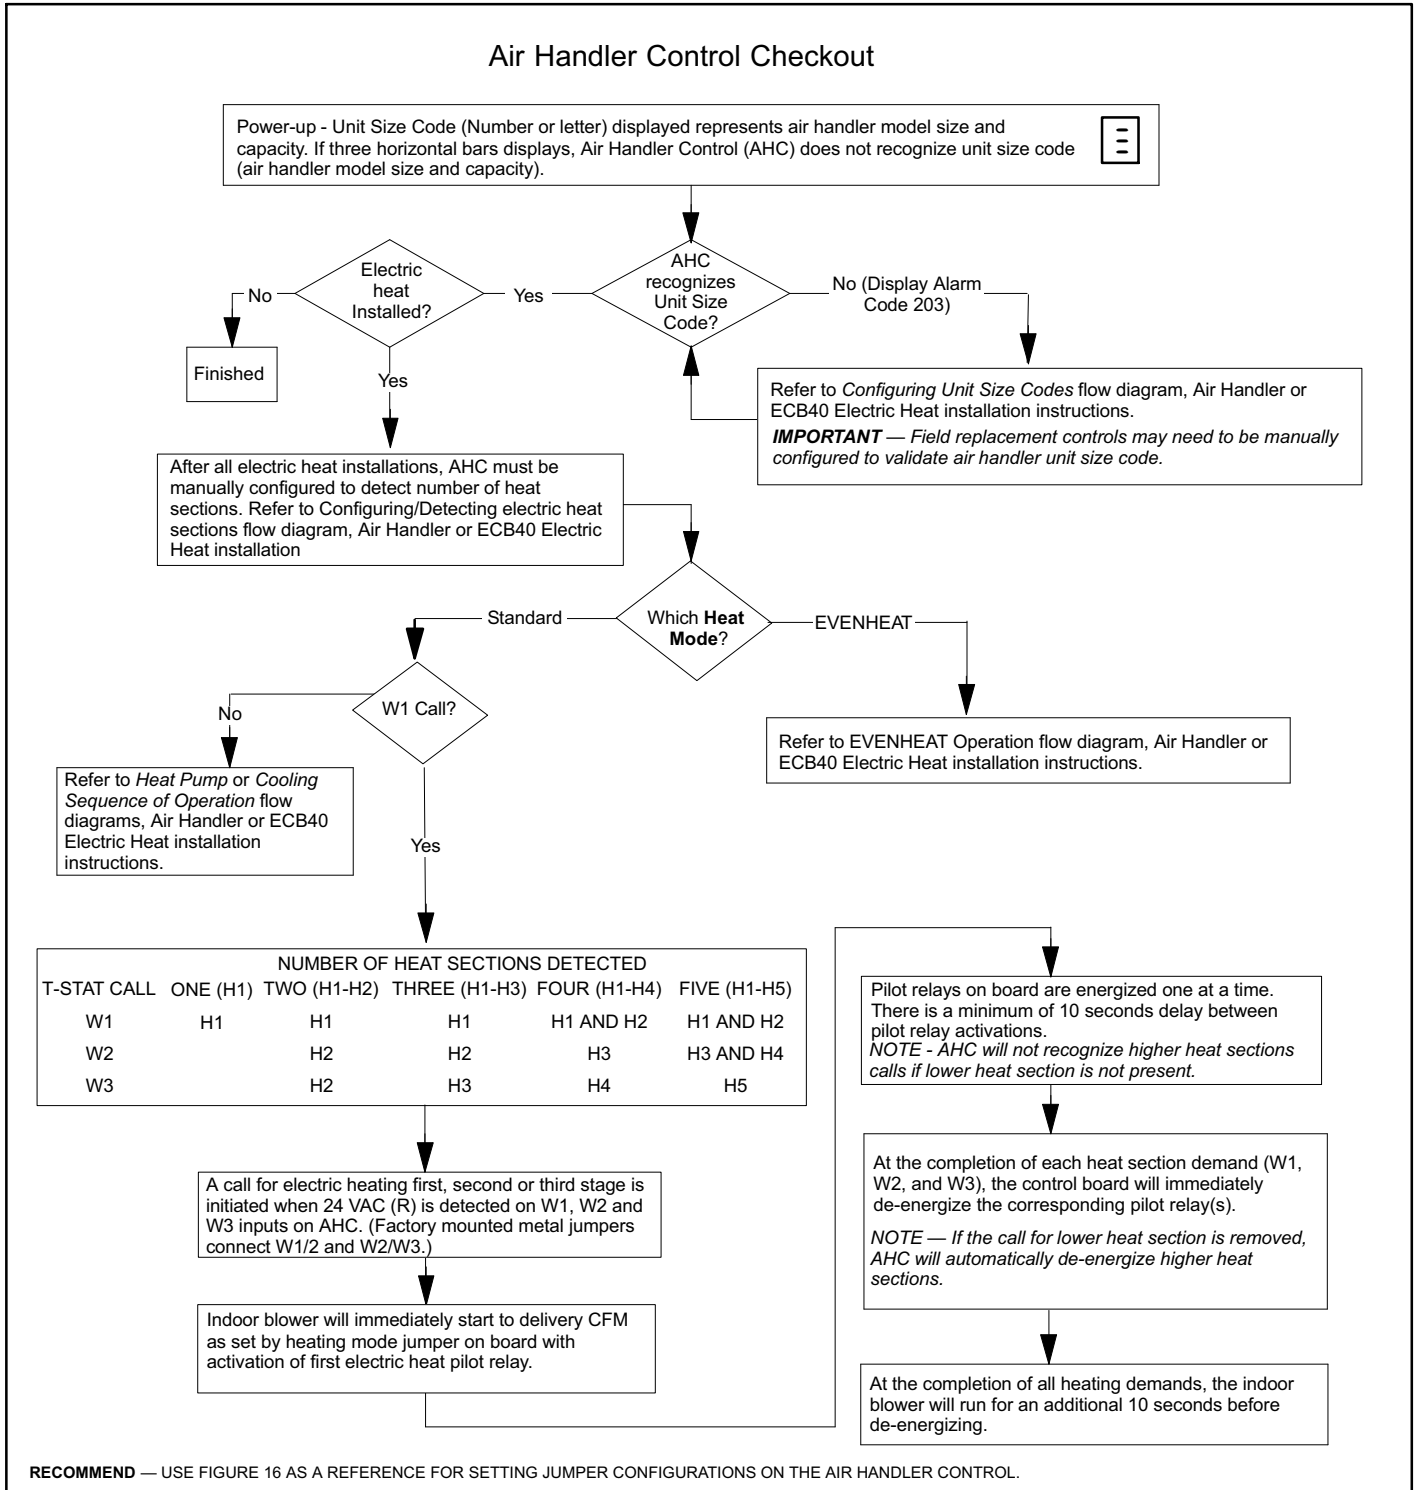 Air Handler Control Checkout
Power-up - Unit Size Code (Number or letter) displayed represents air handler model size and
capacity. If three horizontal bars displays, Air Handler Control (AHC) does not recognize unit size code
(air handler model size and capacity).
AHC
recognizes
Unit Size
Code?
No (Display Alarm
Code 203)
Yes
Electric
heat
Installed?
No
Finished
Yes
Refer to Configuring Unit Size Codes flow diagram, Air Handler or
ECB40 Electric Heat installation instructions.
IMPORTANT — Field replacement controls may need to be manually
configured to validate air handler unit size code.
After all electric heat installations, AHC must be
manually configured to detect number of heat
sections. Refer to Configuring/Detecting electric heat
sections flow diagram, Air Handler or ECB40 Electric
Heat installation
Which Heat
Mode?
Standard
EVENHEAT
W1 Call?
No
Refer to EVENHEAT Operation flow diagram, Air Handler or
ECB40 Electric Heat installation instructions.
Refer to Heat Pump or Cooling
Sequence of Operation flow
diagrams, Air Handler or ECB40
Electric Heat installation
instructions.
Yes
NUMBER OF HEAT SECTIONS DETECTED
T-STAT CALL ONE (H1) TWO (H1-H2) THREE (H1-H3) FOUR (H1-H4) FIVE (H1-H5)
W1 H1 H1 H1 H1 AND H2 H1 AND H2
W2 H2 H2 H3 H3 AND H4
W3 H2 H3 H4 H5
A call for electric heating first, second or third stage is
initiated when 24 VAC (R) is detected on W1, W2 and
W3 inputs on AHC. (Factory mounted metal jumpers
connect W1/2 and W2/W3.)
Indoor blower will immediately start to delivery CFM
as set by heating mode jumper on board with
activation of first electric heat pilot relay.
Pilot relays on board are energized one at a time.
There is a minimum of 10 seconds delay between
pilot relay activations.
NOTE - AHC will not recognize higher heat sections
calls if lower heat section is not present.
At the completion of each heat section demand (W1,
W2, and W3), the control board will immediately
de-energize the corresponding pilot relay(s).
NOTE — If the call for lower heat section is removed,
AHC will automatically de-energize higher heat
sections.
At the completion of all heating demands, the indoor
blower will run for an additional 10 seconds before
de-energizing.
RECOMMEND — USE FIGURE 16 AS A REFERENCE FOR SETTING JUMPER CONFIGURATIONS ON THE AIR HANDLER CONTROL.